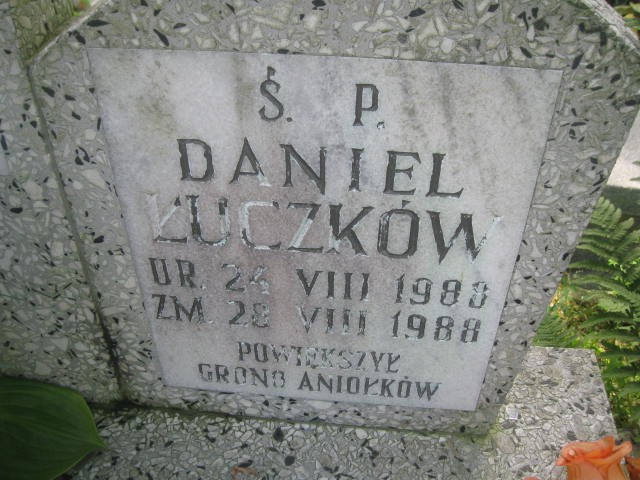 Ś. P.
DANIEL
ŁUCZKÓW
UR. 24 VIII 1988
ZM. 28 VIII 1988
POWIĘKSZYŁ
GRONO ANIOŁKÓW